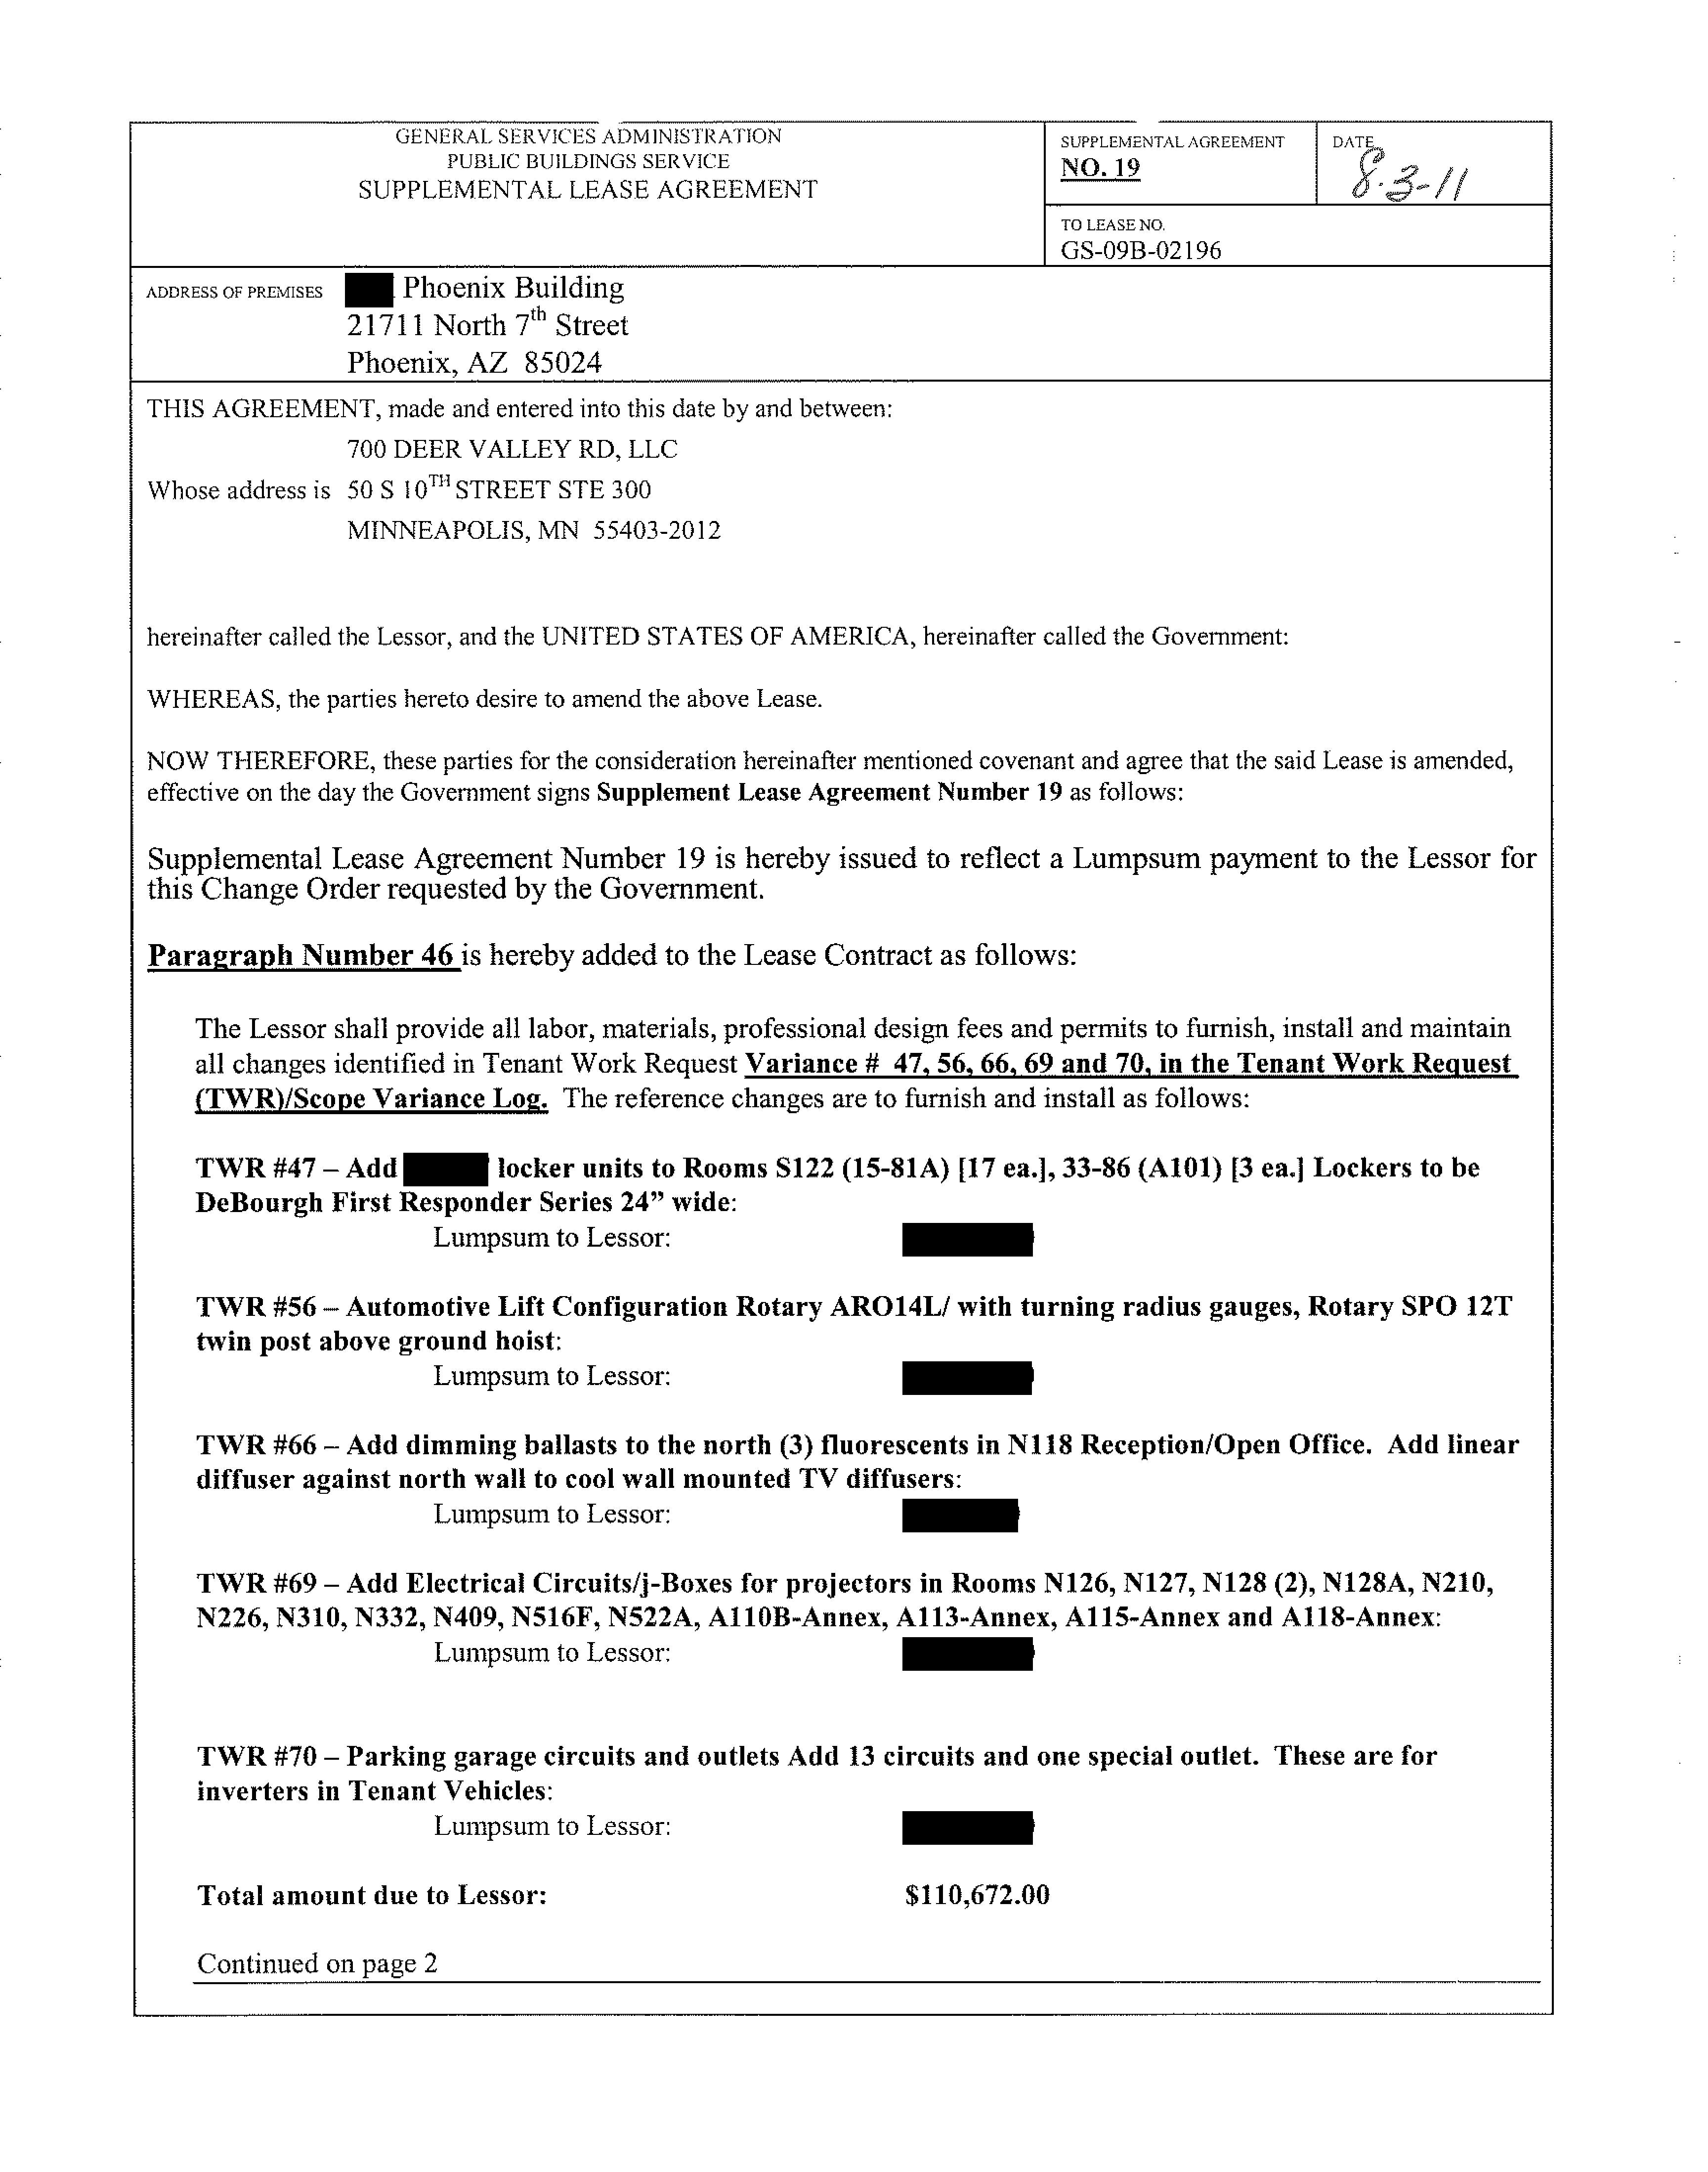 GENERAL SERVICES ADMINISTRATION
PUBLIC BUILDINGS SERVICE
SUPPLEMENTAL LEASE AGREEMENT
SUPPLEMENTAL AGREEMENT
NO. 19
DATE
8-3-11
TO LEASE NO.
GS-09B-02196
ADDRESS OF PREMISES
Phoenix Building
21711 North 7th Street
Phoenix, AZ 85024
THIS AGREEMENT, made and entered into this date by and between:
700 DEER VALLEY RD, LLC
Whose address is 50 S 10TH STREET STE 300
MINNEAPOLIS, MN 55403-2012
hereinafter called the Lessor, and the UNITED STATES OF AMERICA, hereinafter called the Government:
WHEREAS, the parties hereto desire to amend the above Lease.
NOW THEREFORE, these parties for the consideration hereinafter mentioned covenant and agree that the said Lease is amended,
effective on the day the Government signs Supplement Lease Agreement Number 19 as follows:
Supplemental Lease Agreement Number 19 is hereby issued to reflect a Lumpsum payment to the Lessor for
this Change Order requested by the Government.
Paragraph Number 46 is hereby added to the Lease Contract as follows:
The Lessor shall provide all labor, materials, professional design fees and permits to furnish, install and maintain
all changes identified in Tenant Work Request Variance # 47, 56, 66, 69 and 70, in the Tenant Work Request
(TWR)/Scope Variance Log. The reference changes are to furnish and install as follows:
TWR #47 – Add locker units to Rooms S122 (15-81A) [17 ea.], 33-86 (A101) [3 ea.] Lockers to be
DeBourgh First Responder Series 24” wide:
Lumpsum to Lessor:
TWR #56 – Automotive Lift Configuration Rotary ARO14L/ with turning radius gauges, Rotary SPO 12T
twin post above ground hoist:
Lumpsum to Lessor:
TWR #66 – Add dimming ballasts to the north (3) fluorescents in N118 Reception/Open Office. Add linear
diffuser against north wall to cool wall mounted TV diffusers:
Lumpsum to Lessor:
TWR #69 – Add Electrical Circuits/j-Boxes for projectors in Rooms N126, N127, N128 (2), N128A, N210,
N226, N310, N332, N409, N516F, N522A, A110B-Annex, A113-Annex, A115-Annex and A118-Annex:
Lumpsum to Lessor:
TWR #70 – Parking garage circuits and outlets Add 13 circuits and one special outlet. These are for
inverters in Tenant Vehicles:
Lumpsum to Lessor:
Total amount due to Lessor: $110,672.00
Continued on page 2